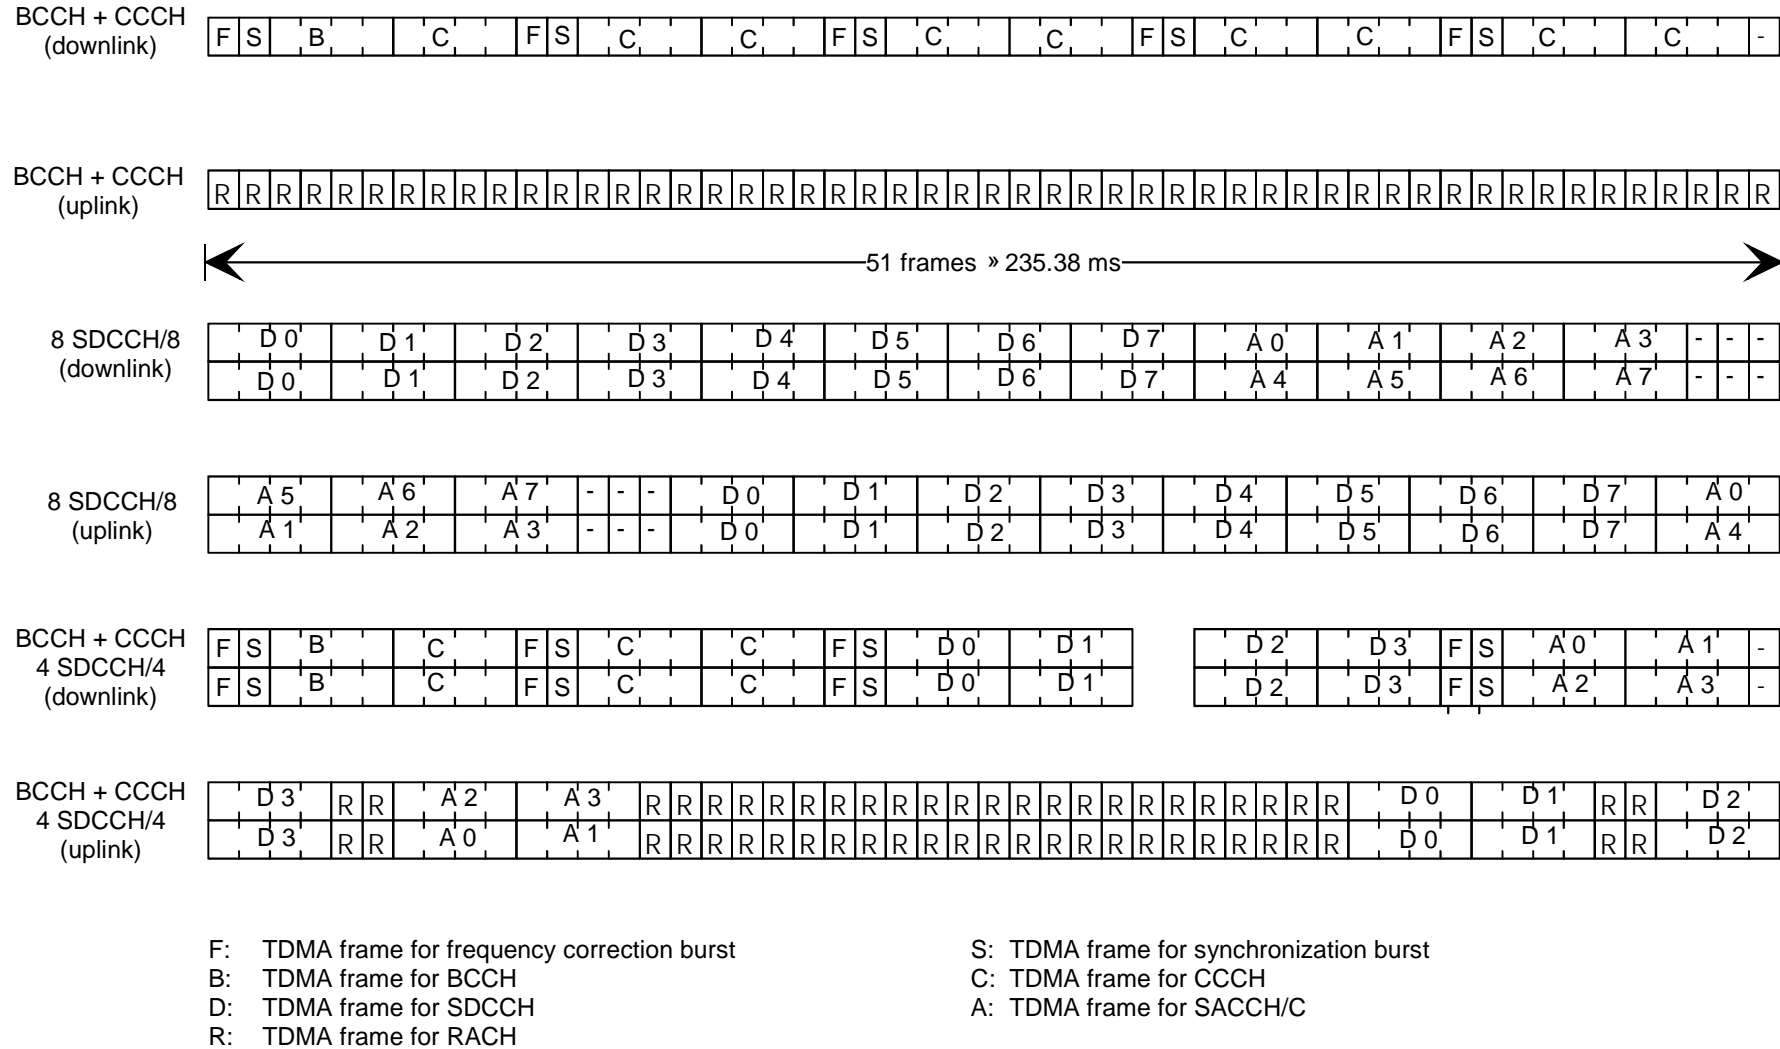 BCCH + CCCH
(downlink)
F S B C F S C C F S C C F S C C F S C C -
BCCH + CCCH
(uplink)
R R R R R R R R R R R R R R R R R R R R R R R R R R R R R R R R R R R R R R R R R R R R R R R R R R R
51 frames » 235.38 ms
8 SDCCH/8
(downlink)
D 0 D 1 D 2 D 3 D 4 D 5 D 6 D 7 A 0 A 1 A 2 A 3 - - -
D 0 D 1 D 2 D 3 D 4 D 5 D 6 D 7 A 4 A 5 A 6 A 7 - - -
8 SDCCH/8
(uplink)
A 5 A 6 A 7 - - - D 0 D 1 D 2 D 3 D 4 D 5 D 6 D 7 A 0
A 1 A 2 A 3 - - - D 0 D 1 D 2 D 3 D 4 D 5 D 6 D 7 A 4
BCCH + CCCH
4 SDCCH/4
(downlink)
F S B C F S C C F S D 0 D 1 D 2 D 3 F S A 0 A 1 -
F S B C F S C C F S D 0 D 1 D 2 D 3 F S A 2 A 3 -
BCCH + CCCH
4 SDCCH/4
(uplink)
D 3 R R A 2 A 3 R R R R R R R R R R R R R R R R R R R R R R R D 0 D 1 R R D 2
D 3 R R A 0 A 1 R R R R R R R R R R R R R R R R R R R R R R R D 0 D 1 R R D 2
F: TDMA frame for frequency correction burst
S: TDMA frame for synchronization burst
B: TDMA frame for BCCH
C: TDMA frame for CCCH
D: TDMA frame for SDCCH
A: TDMA frame for SACCH/C
R: TDMA frame for RACH